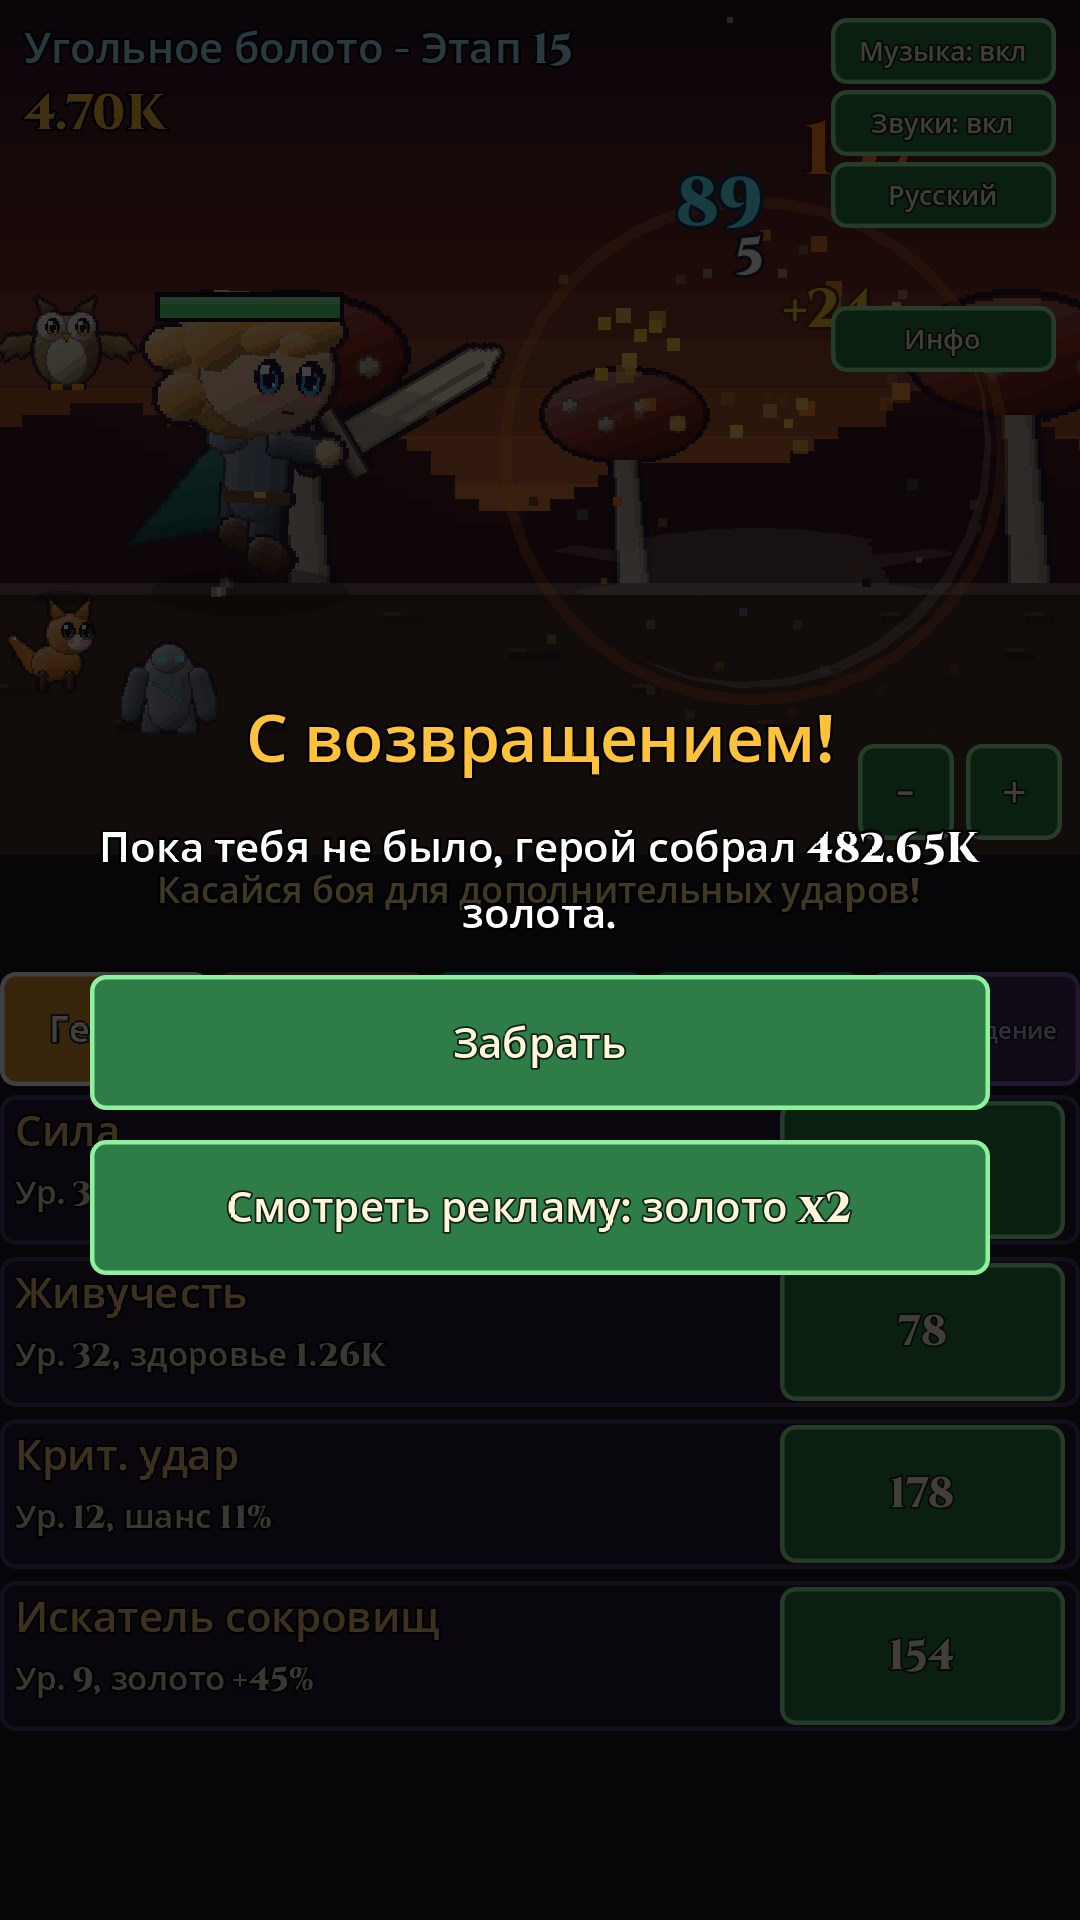 Угольное болото - Этап 15
4.70K
Музыка: вкл
Звуки: вкл
Русский
89
5
Инфо
С возвращением!
- +
Пока тебя не было, герой собрал 482.65K
золота.
Касайся боя для дополнительных ударов!
Забрать
Сила
Смотреть рекламу: золото x2
Живучесть
Ур. 32, здоровье 1.26K
78
Крит. удар
Ур. 12, шанс 11%
178
Искатель сокровищ
Ур. 9, золото +45%
154